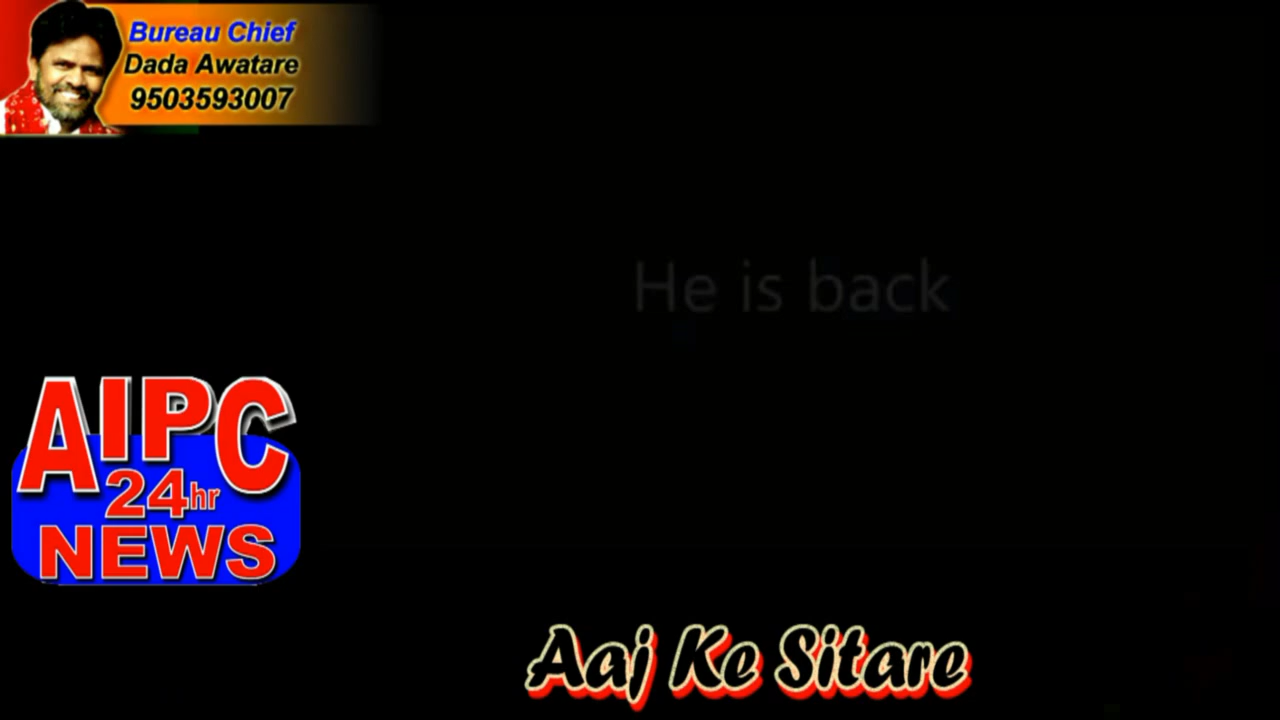 Bureau Chief
Dada Awatare
9503593007
He is back
AIPC
24hr
NEWS
Aaj Ke Sitare